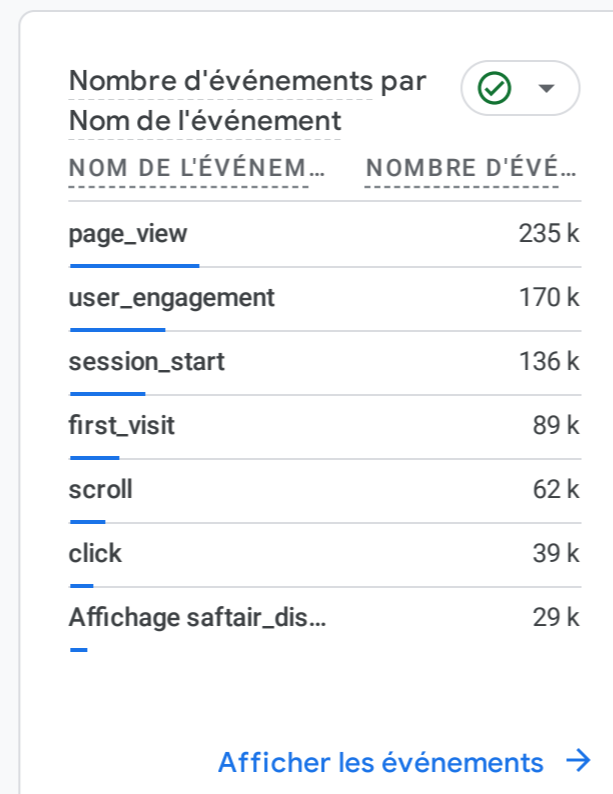 Nombre d'événements par
Nom de l'événement
NOM DE L'ÉVÉNEM… NOMBRE D'ÉVÉ…
page_view 235 k
user_engagement 170 k
session_start 136 k
first_visit 89 k
scroll 62 k
click 39 k
Affichage saftair_dis… 29 k
Afficher les événements